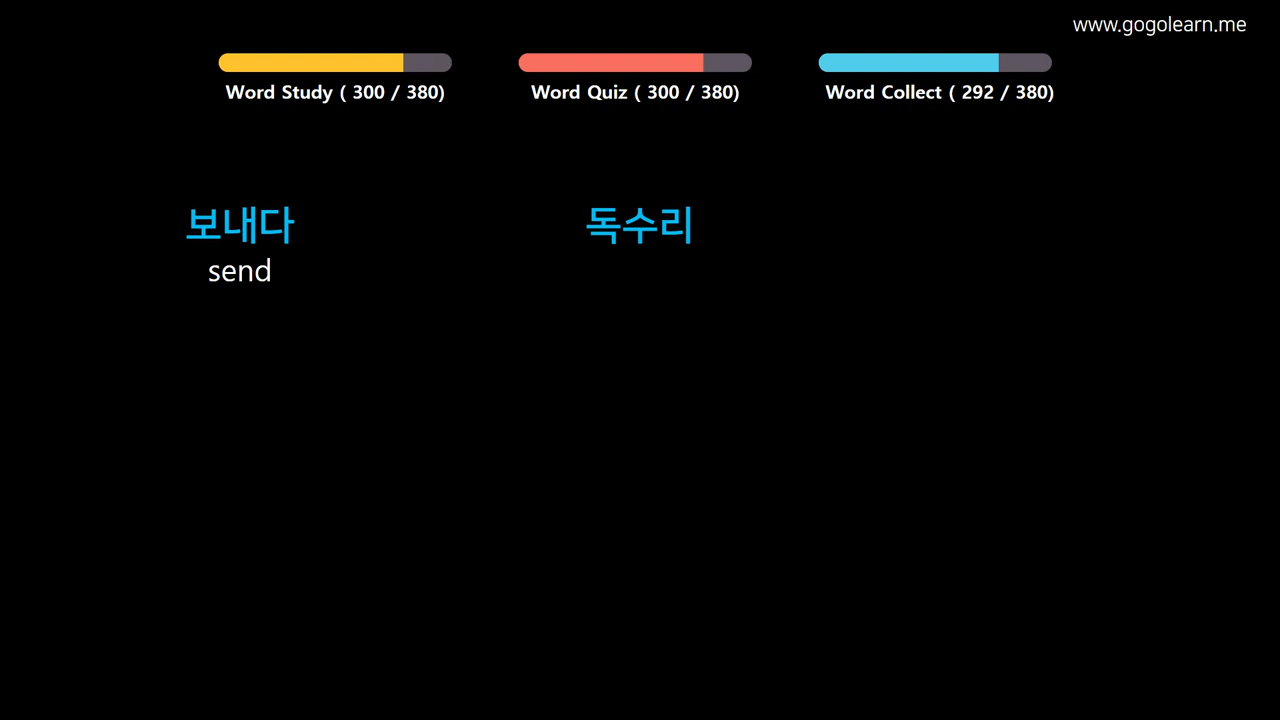 www.gogolearn.me
Word Study ( 300 / 380)
Word Quiz ( 300 / 380)
Word Collect ( 292 / 380)
보내다
send
독수리